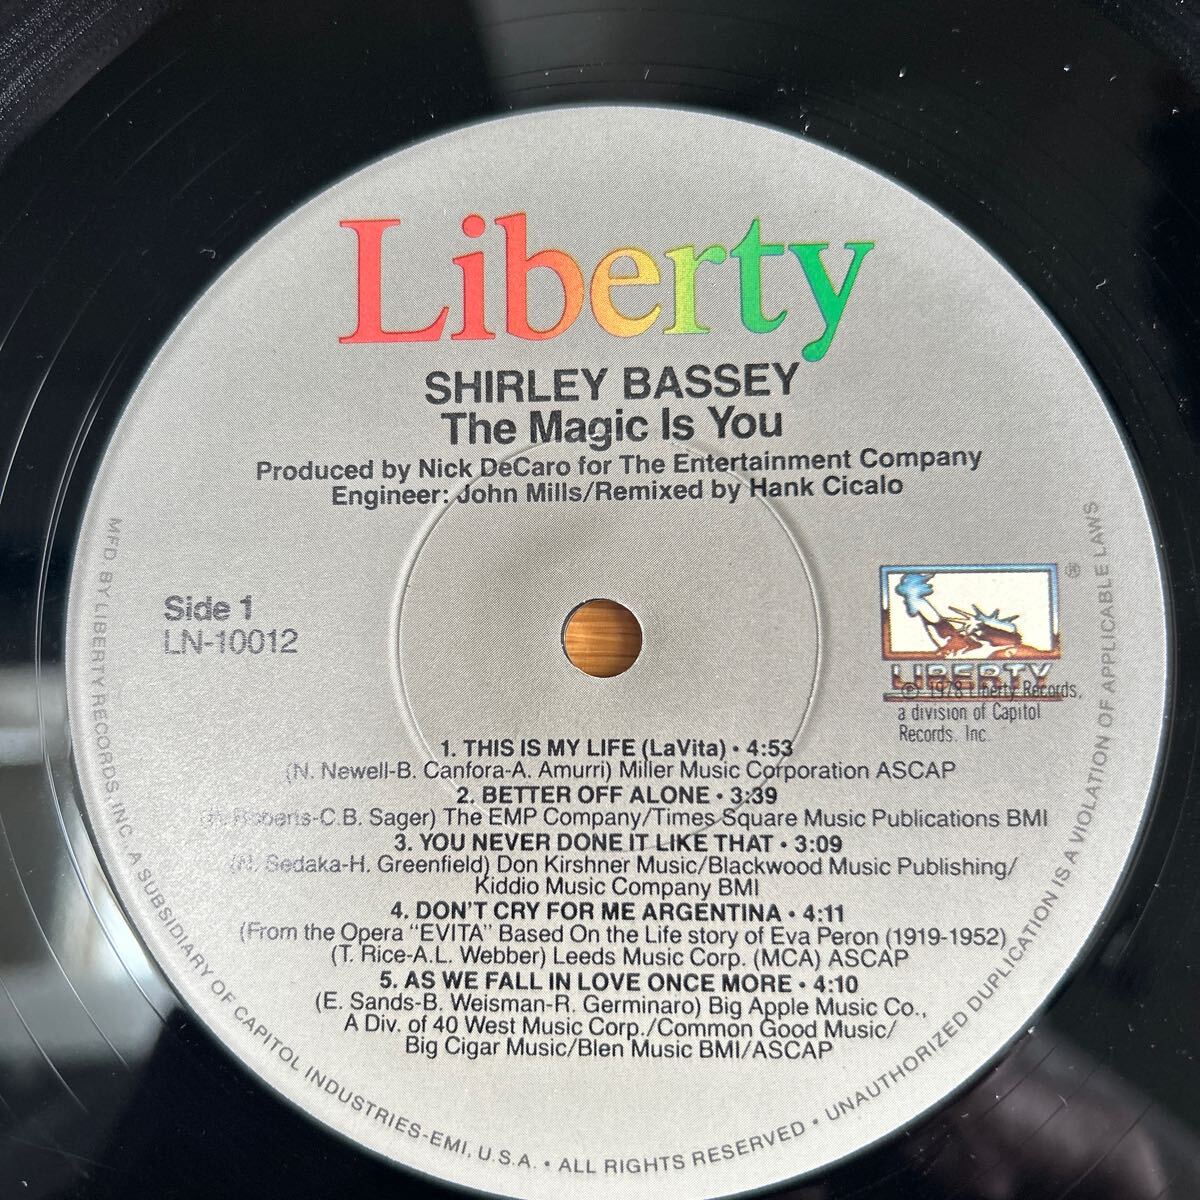 Liberty
SHIRLEY BASSEY
The Magic Is You
Produced by Nick DeCaro for The Entertainment Company
Engineer: John Mills/Remixed by Hank Cicalo
Side 1
LN-10012
LIBERTY
®
℗ 1978 Liberty Records,
a division of Capitol
Records, Inc.
1. THIS IS MY LIFE (LaVita) • 4:53
(N. Newell-B. Canfora-A. Amurri) Miller Music Corporation ASCAP
2. BETTER OFF ALONE • 3:39
Roberts-C.B. Sager) The EMP Company/Times Square Music Publications BMI
3. YOU NEVER DONE IT LIKE THAT • 3:09
(N. Sedaka-H. Greenfield) Don Kirshner Music/Blackwood Music Publishing/
Kiddio Music Company BMI
4. DON'T CRY FOR ME ARGENTINA • 4:11
(From the Opera "EVITA" Based On the Life story of Eva Peron (1919-1952)
(T. Rice-A.L. Webber) Leeds Music Corp. (MCA) ASCAP
5. AS WE FALL IN LOVE ONCE MORE • 4:10
(E. Sands-B. Weisman-R. Germinaro) Big Apple Music Co.,
A Div. of 40 West Music Corp./Common Good Music/
Big Cigar Music/Blen Music BMI/ASCAP
MFD. BY LIBERTY RECORDS, INC. A SUBSIDIARY OF CAPITOL INDUSTRIES-EMI, U.S.A. • ALL RIGHTS RESERVED • UNAUTHORIZED DUPLICATION IS A VIOLATION OF APPLICABLE LAWS